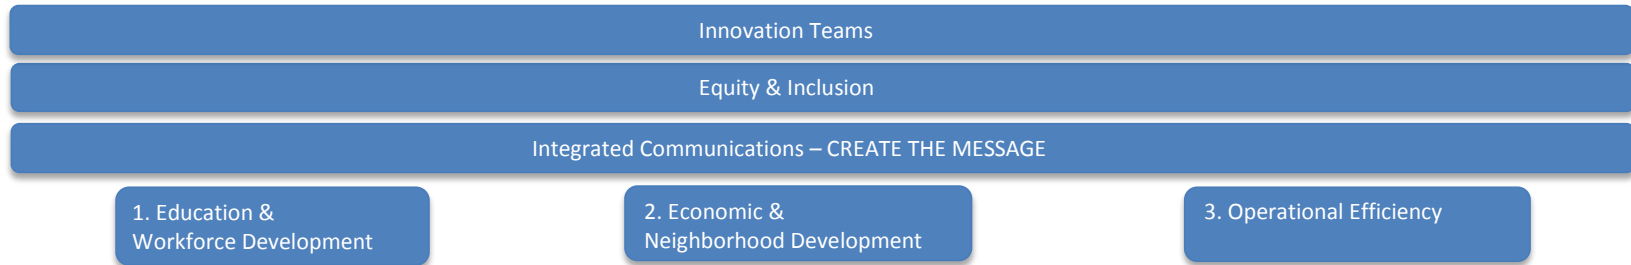 Innovation Teams
Equity & Inclusion
Integrated Communications – CREATE THE MESSAGE
1. Education &
Workforce Development
2. Economic &
Neighborhood Development
3. Operational Efficiency